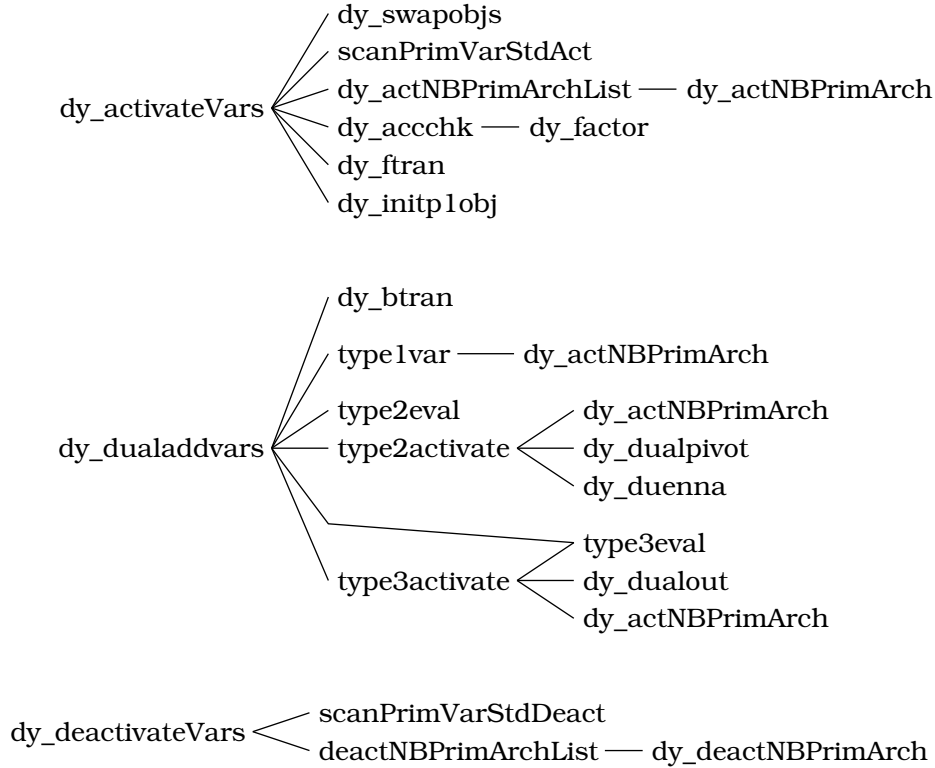 dy_swapobjs
scanPrimVarStdAct
dy_actNBPrimArchList dy_actNBPrimArch
dy_activateVars
dy_accchk dy_factor
dy_ftran
dy_initp1obj
dy_btran
type1var dy_actNBPrimArch
type2eval dy_actNBPrimArch
dy_dualaddvars type2activate dy_dualpivot
dy_duenna
type3eval
type3activate dy_dualout
dy_actNBPrimArch
scanPrimVarStdDeact
dy_deactivateVars
deactNBPrimArchList dy_deactNBPrimArch